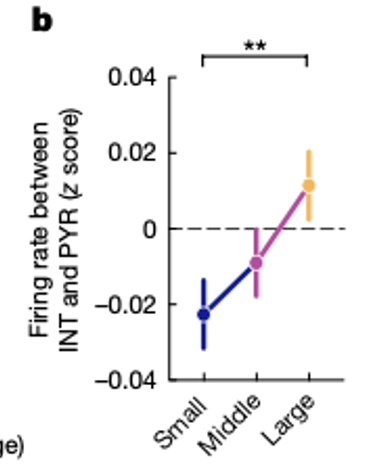 b
**
0.04
0.02
0
−0.02
−0.04
Firing rate between
INT and PYR (z score)
Small
Middle
Large
ge)